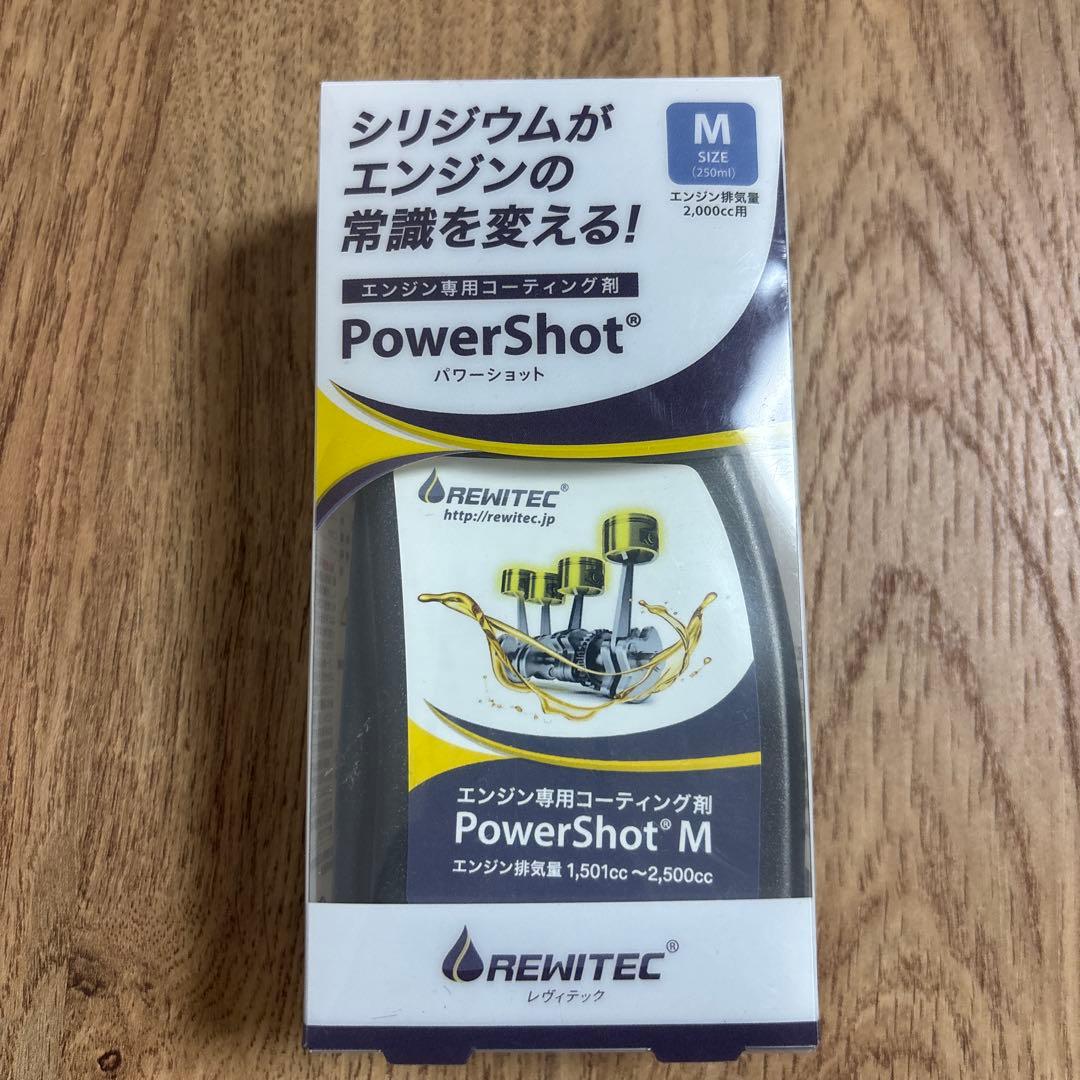 シリジウムが
エンジンの
常識を変える!
M
SIZE
(250ml)
エンジン排気量
2,000cc用
エンジン専用コーティング剤
PowerShot®
パワーショット
REWITEC®
http://rewitec.jp
エンジン専用コーティング剤
PowerShot® M
エンジン排気量 1,501cc～2,500cc
REWITEC®
レヴィテック